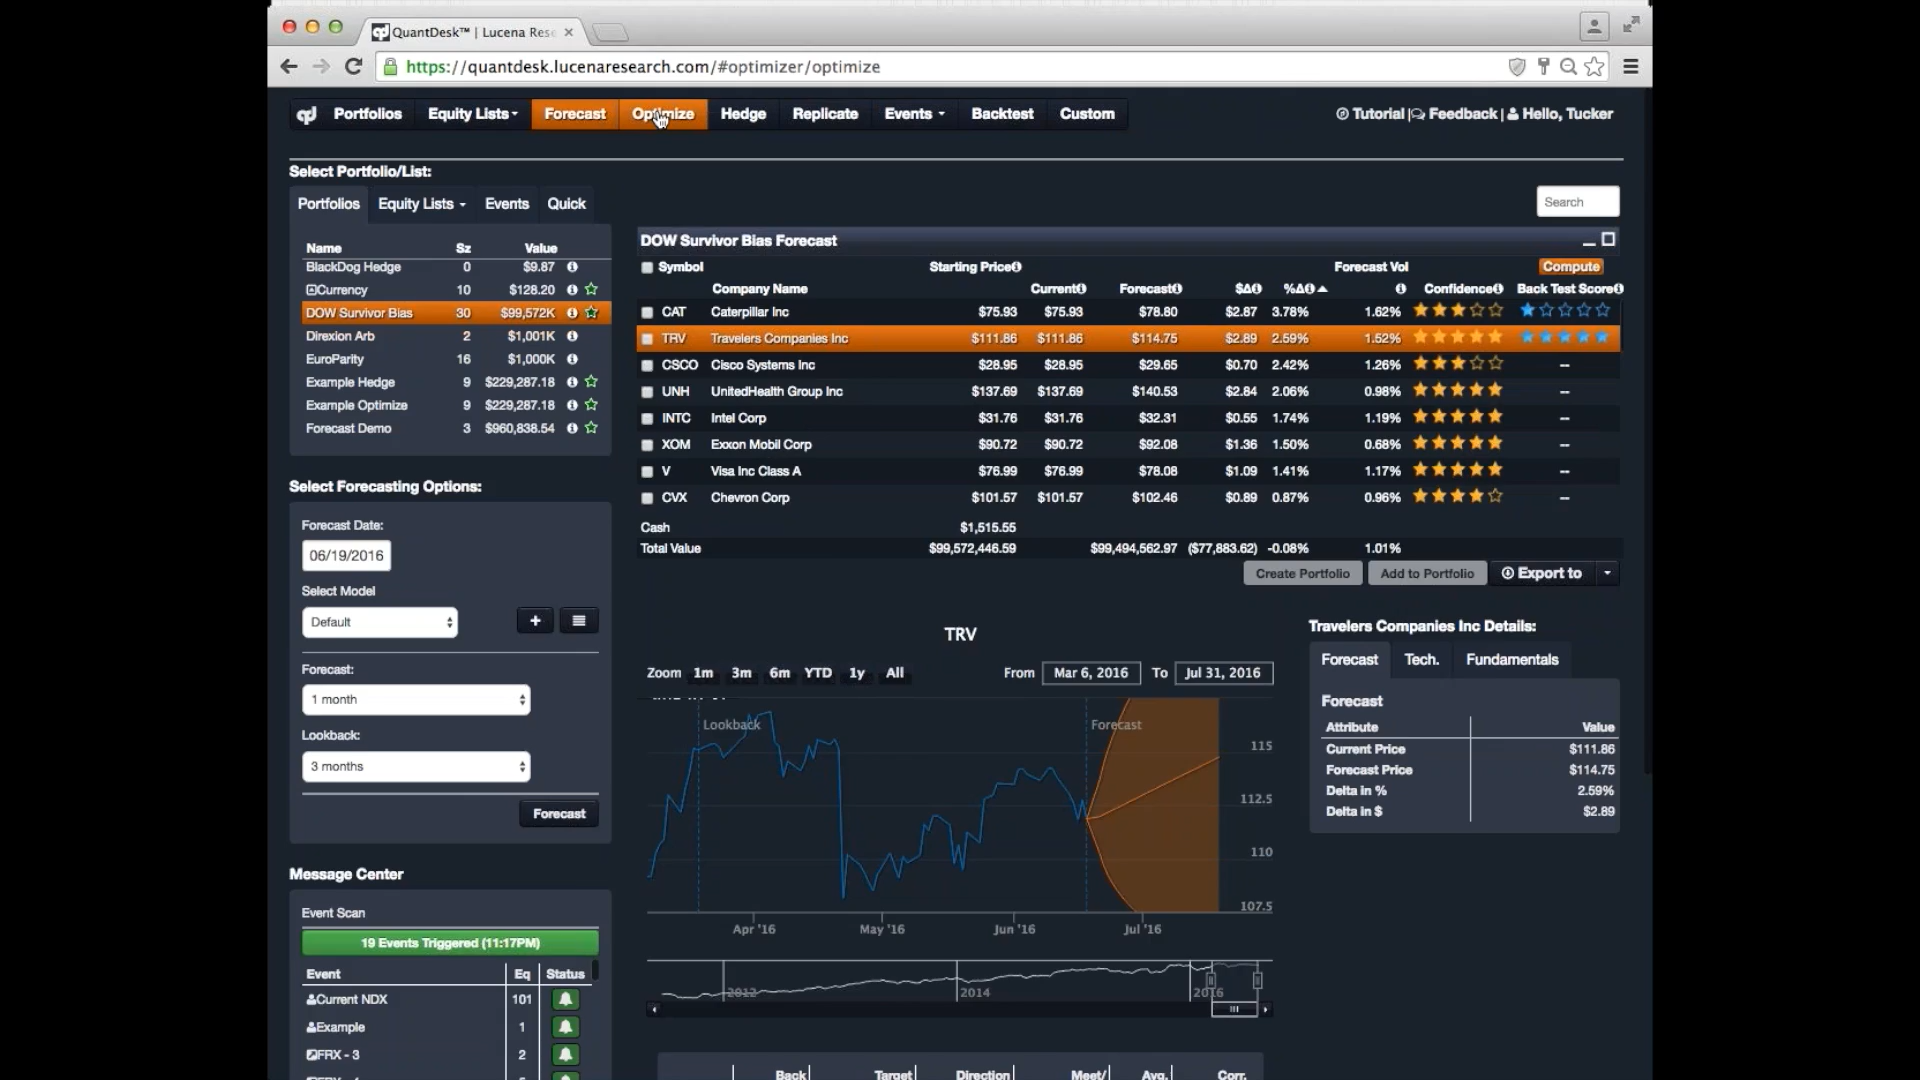 QuantDesk™ | Lucena Rese
https://quantdesk.lucenaresearch.com/#optimizer/optimize
qd Portfolios Equity Lists Forecast Optimize Hedge Replicate Events Backtest Custom Tutorial | Feedback | Hello, Tucker
Select Portfolio/List:
Portfolios Equity Lists Events Quick
Search
Name Sz Value
BlackDog Hedge 0 $9.87
Currency 10 $128.20
DOW Survivor Bias 30 $99,572K
Direxion Arb 2 $1,001K
EuroParity 16 $1,000K
Example Hedge 9 $229,287.18
Example Optimize 9 $229,287.18
Forecast Demo 3 $960,838.54
Select Forecasting Options:
Forecast Date:
06/19/2016
Select Model
Default
+
Forecast:
1 month
Lookback:
3 months
Forecast
Message Center
Event Scan
19 Events Triggered (11:17PM)
Event Eq Status
Current NDX 101
Example 1
FRX - 3 2
DOW Survivor Bias Forecast
Symbol Starting Price Forecast Vol Compute
Company Name Current Forecast $Δ %Δ Confidence Back Test Score
CAT Caterpillar Inc $75.93 $75.93 $78.80 $2.87 3.78% 1.62%
TRV Travelers Companies Inc $111.86 $111.86 $114.75 $2.89 2.59% 1.52%
CSCO Cisco Systems Inc $28.95 $28.95 $29.65 $0.70 2.42% 1.26% --
UNH UnitedHealth Group Inc $137.69 $137.69 $140.53 $2.84 2.06% 0.98% --
INTC Intel Corp $31.76 $31.76 $32.31 $0.55 1.74% 1.19% --
XOM Exxon Mobil Corp $90.72 $90.72 $92.08 $1.36 1.50% 0.68% --
V Visa Inc Class A $76.99 $76.99 $78.08 $1.09 1.41% 1.17% --
CVX Chevron Corp $101.57 $101.57 $102.46 $0.89 0.87% 0.96% --
Cash $1,515.55
Total Value $99,572,446.59 $99,494,562.97 ($77,883.62) -0.08% 1.01%
Create Portfolio Add to Portfolio Export to
TRV
Zoom 1m 3m 6m YTD 1y All From Mar 6, 2016 To Jul 31, 2016
Lookback Forecast
115
112.5
110
107.5
Apr '16 May '16 Jun '16 Jul '16
2012 2014 2016
Travelers Companies Inc Details:
Forecast Tech. Fundamentals
Forecast
Attribute Value
Current Price $111.86
Forecast Price $114.75
Delta in % 2.59%
Delta in $ $2.89
Back Target Direction Meet/ Avg. Corr.